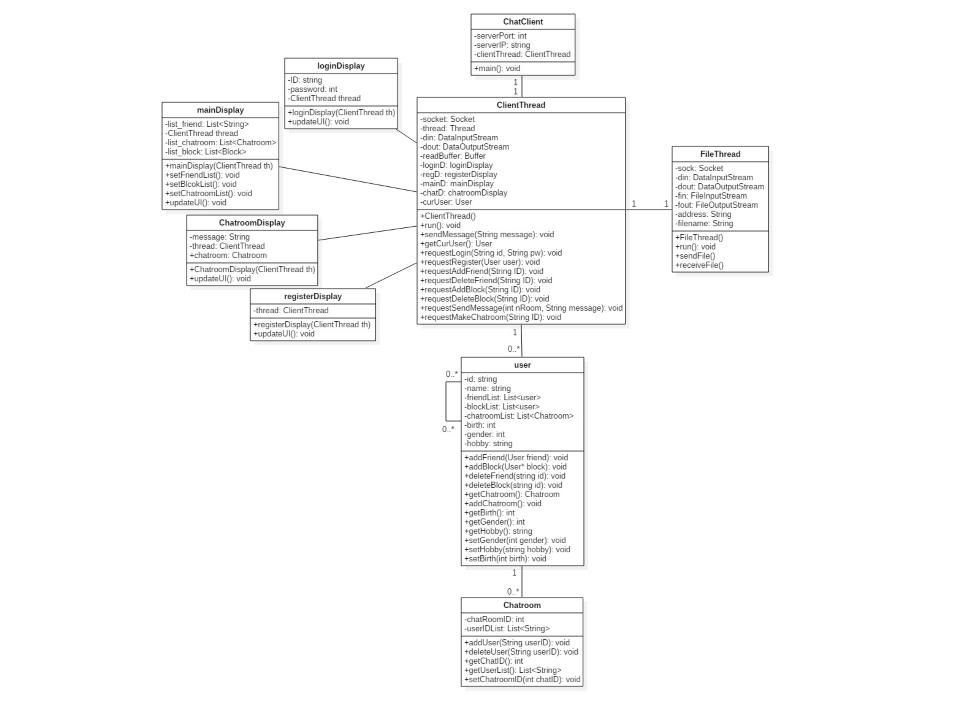 ChatClient
-serverPort: int
-serverIP: string
-clientThread: ClientThread
+main(): void
1
1
loginDisplay
-ID: string
-password: int
-ClientThread thread
+loginDisplay(ClientThread th)
+updateUI(): void
mainDisplay
-list_friend: List<String>
-ClientThread thread
-list_chatroom: List<Chatroom>
-list_block: List<Block>
+mainDisplay(ClientThread th)
+setFriendList(): void
+setBlcokList(): void
+setChatroomList(): void
+updateUI(): void
ChatroomDisplay
-message: String
-thread: ClientThread
+chatroom: Chatroom
+ChatroomDisplay(ClientThread th)
+updateUI(): void
registerDisplay
-thread: ClientThread
+registerDisplay(ClientThread th)
+updateUI(): void
ClientThread
-socket: Socket
-thread: Thread
-din: DataInputStream
-dout: DataOutputStream
-readBuffer: Buffer
-loginD: loginDisplay
-regD: registerDisplay
-mainD: mainDisplay
-chatD: chatroomDisplay
-curUser: User
+ClientThread()
+run(): void
+sendMessage(String message): void
+getCurUser(): User
+requestLogin(String id, String pw): void
+requestRegister(User user): void
+requestAddFriend(String ID): void
+requestDeleteFriend(String ID): void
+requestAddBlock(String ID): void
+requestDeleteBlock(String ID): void
+requestSendMessage(int nRoom, String message): void
+requestMakeChatroom(String ID): void
1
1
FileThread
-sock: Socket
-din: DataInputStream
-dout: DataOutputStream
-fin: FileInputStream
-fout: FileOutputStream
-address: String
-filename: String
+FileThread()
+run(): void
+sendFile()
+receiveFile()
1
0..*
user
0..*
0..*
-id: string
-name: string
-friendList: List<user>
-blockList: List<user>
-chatroomList: List<Chatroom>
-birth: int
-gender: int
-hobby: string
+addFriend(User friend): void
+addBlock(User* block): void
+deleteFriend(string id): void
+deleteBlock(string id): void
+getChatroom(): Chatroom
+addChatroom(): void
+getBirth(): int
+getGender(): int
+getHobby(): string
+setGender(int gender): void
+setHobby(string hobby): void
+setBirth(int birth): void
1
0..*
Chatroom
-chatRoomID: int
-userIDList: List<String>
+addUser(String userID): void
+deleteUser(String userID): void
+getChatID(): int
+getUserList(): List<String>
+setChatroomID(int chatID): void